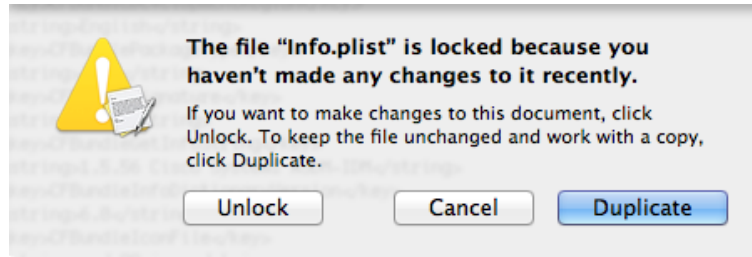 The file “Info.plist” is locked because you
haven’t made any changes to it recently.
If you want to make changes to this document, click
Unlock. To keep the file unchanged and work with a copy,
click Duplicate.
Unlock
Cancel
Duplicate